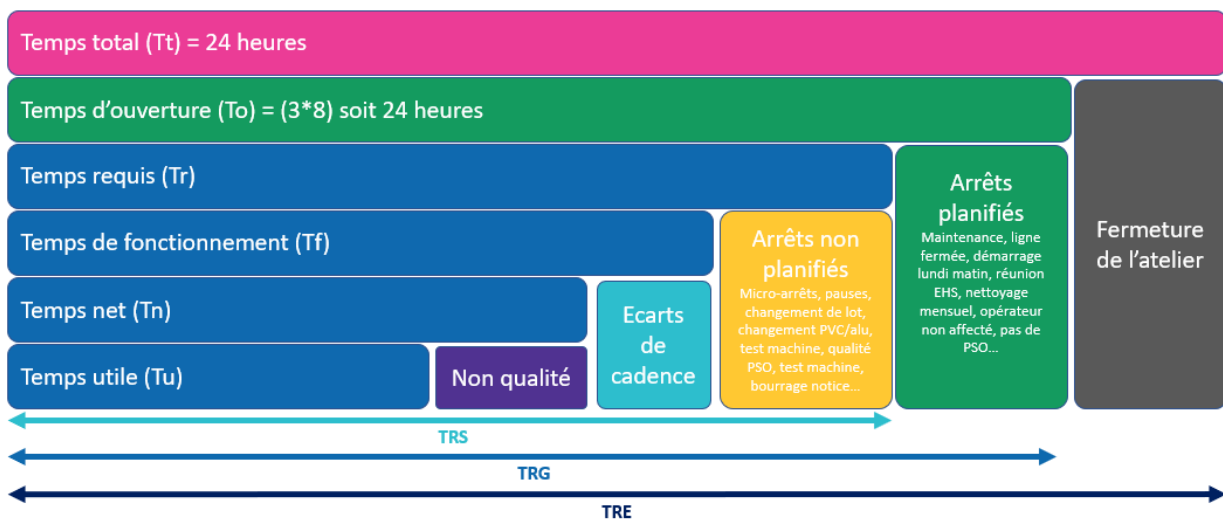 Temps total (Tt) = 24 heures
Temps d'ouverture (To) = (3*8) soit 24 heures
Temps requis (Tr)
Temps de fonctionnement (Tf)
Temps net (Tn)
Temps utile (Tu)
Non qualité
Ecarts
de
cadence
Arrêts non
planifiés
Micro-arrêts, pauses,
changement de lot,
changement PVC/alu,
test machine, qualité
PSO, test machine,
bourrage notice...
Arrêts
planifiés
Maintenance, ligne
fermée, démarrage
lundi matin, réunion
EHS, nettoyage
mensuel, opérateur
non affecté, pas de
PSO...
Fermeture
de l'atelier
TRS
TRG
TRE